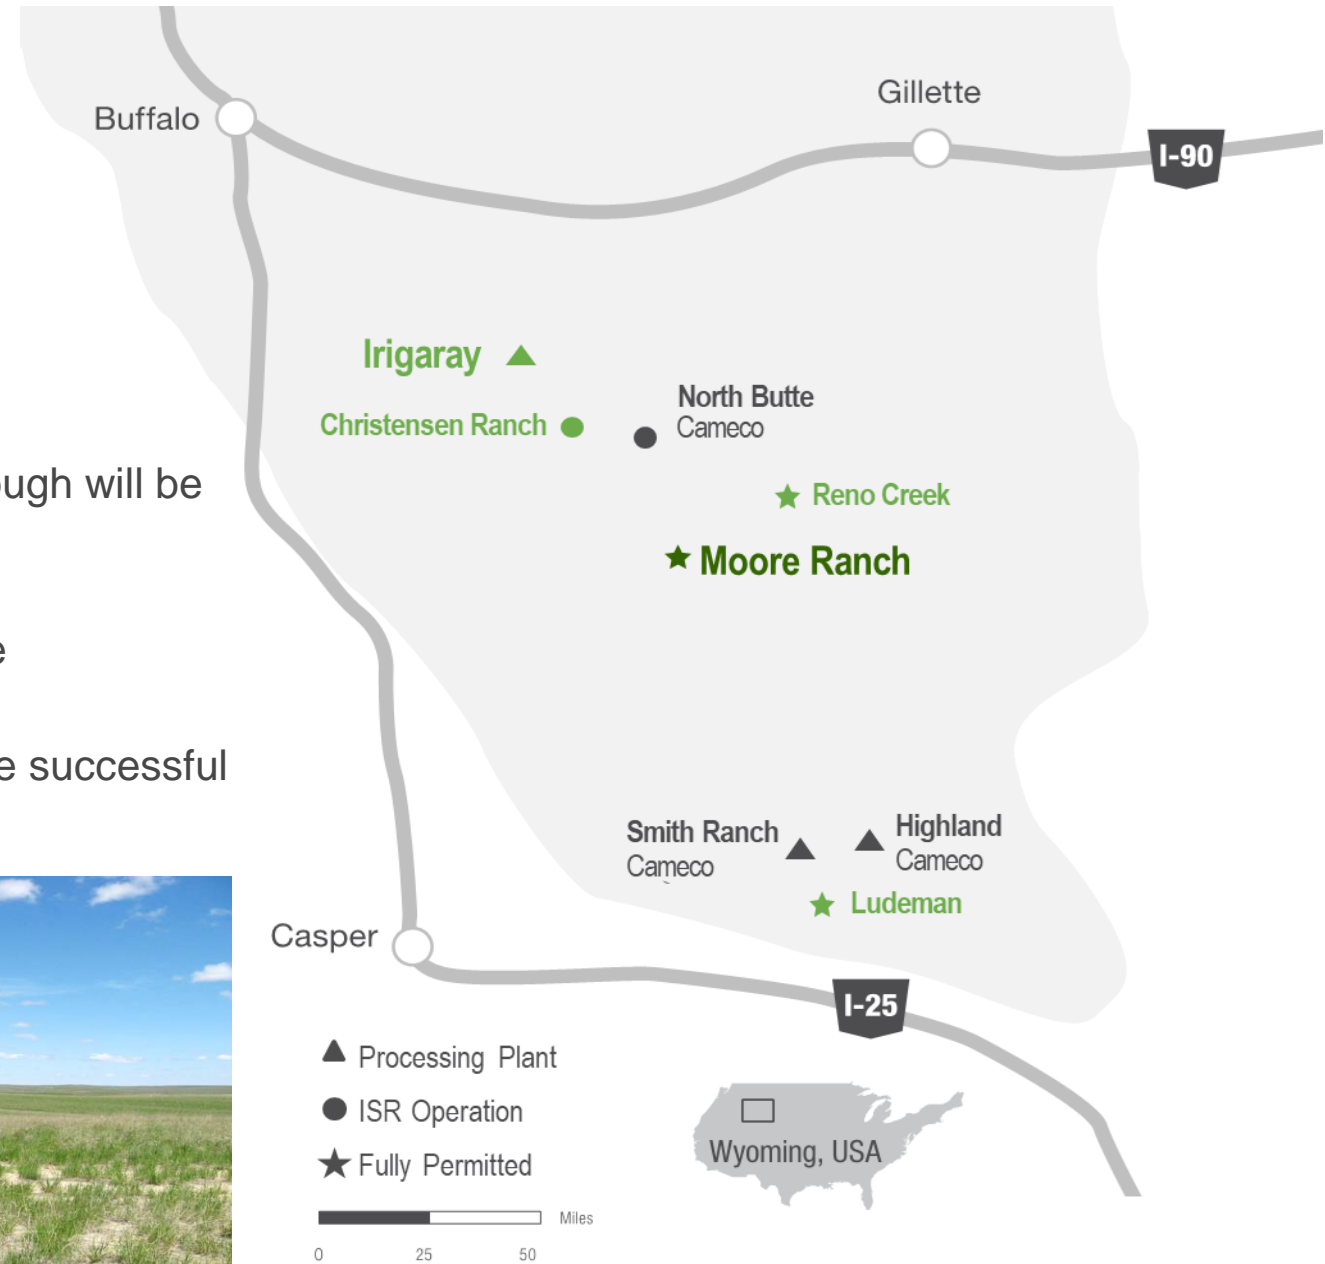 Buffalo
Gillette
I-90
Irigaray
Christensen Ranch
North Butte
Cameco
ough will be
Reno Creek
Moore Ranch
e
e successful
Smith Ranch
Cameco
Highland
Cameco
Ludeman
Casper
I-25
Processing Plant
ISR Operation
Fully Permitted
Wyoming, USA
Miles
0 25 50